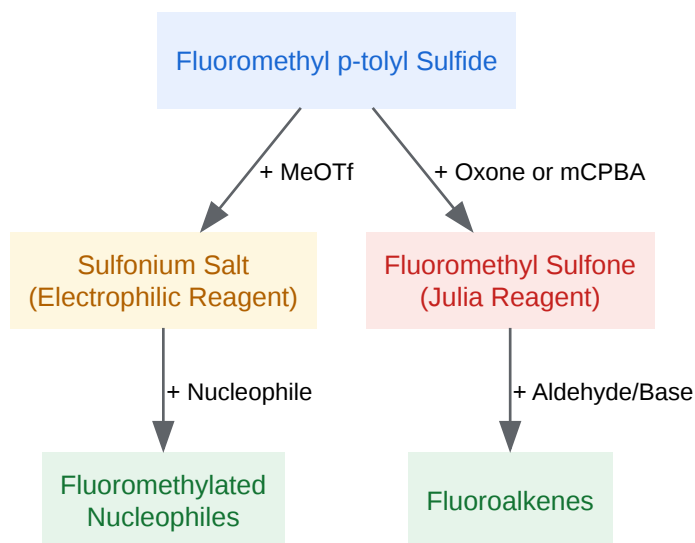 Fluoromethyl p-tolyl Sulfide
+ MeOTf
+ Oxone or mCPBA
Sulfonium Salt
(Electrophilic Reagent)
Fluoromethyl Sulfone
(Julia Reagent)
+ Nucleophile
+ Aldehyde/Base
Fluoromethylated
Nucleophiles
Fluoroalkenes